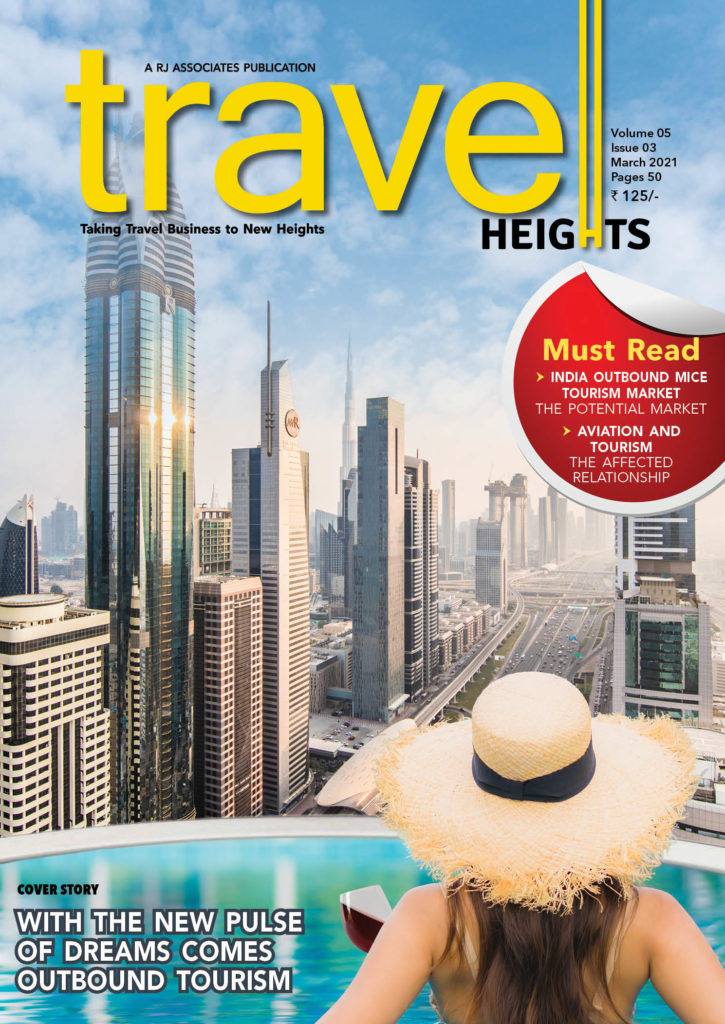 A RJ ASSOCIATES PUBLICATION
travel
Volume 05
Issue 03
March 2021
Pages 50
₹ 125/-
Taking Travel Business to New Heights
HEIGHTS
Must Read
INDIA OUTBOUND MICE
TOURISM MARKET
THE POTENTIAL MARKET
AVIATION AND
TOURISM
THE AFFECTED
RELATIONSHIP
COVER STORY
WITH THE NEW PULSE
OF DREAMS COMES
OUTBOUND TOURISM